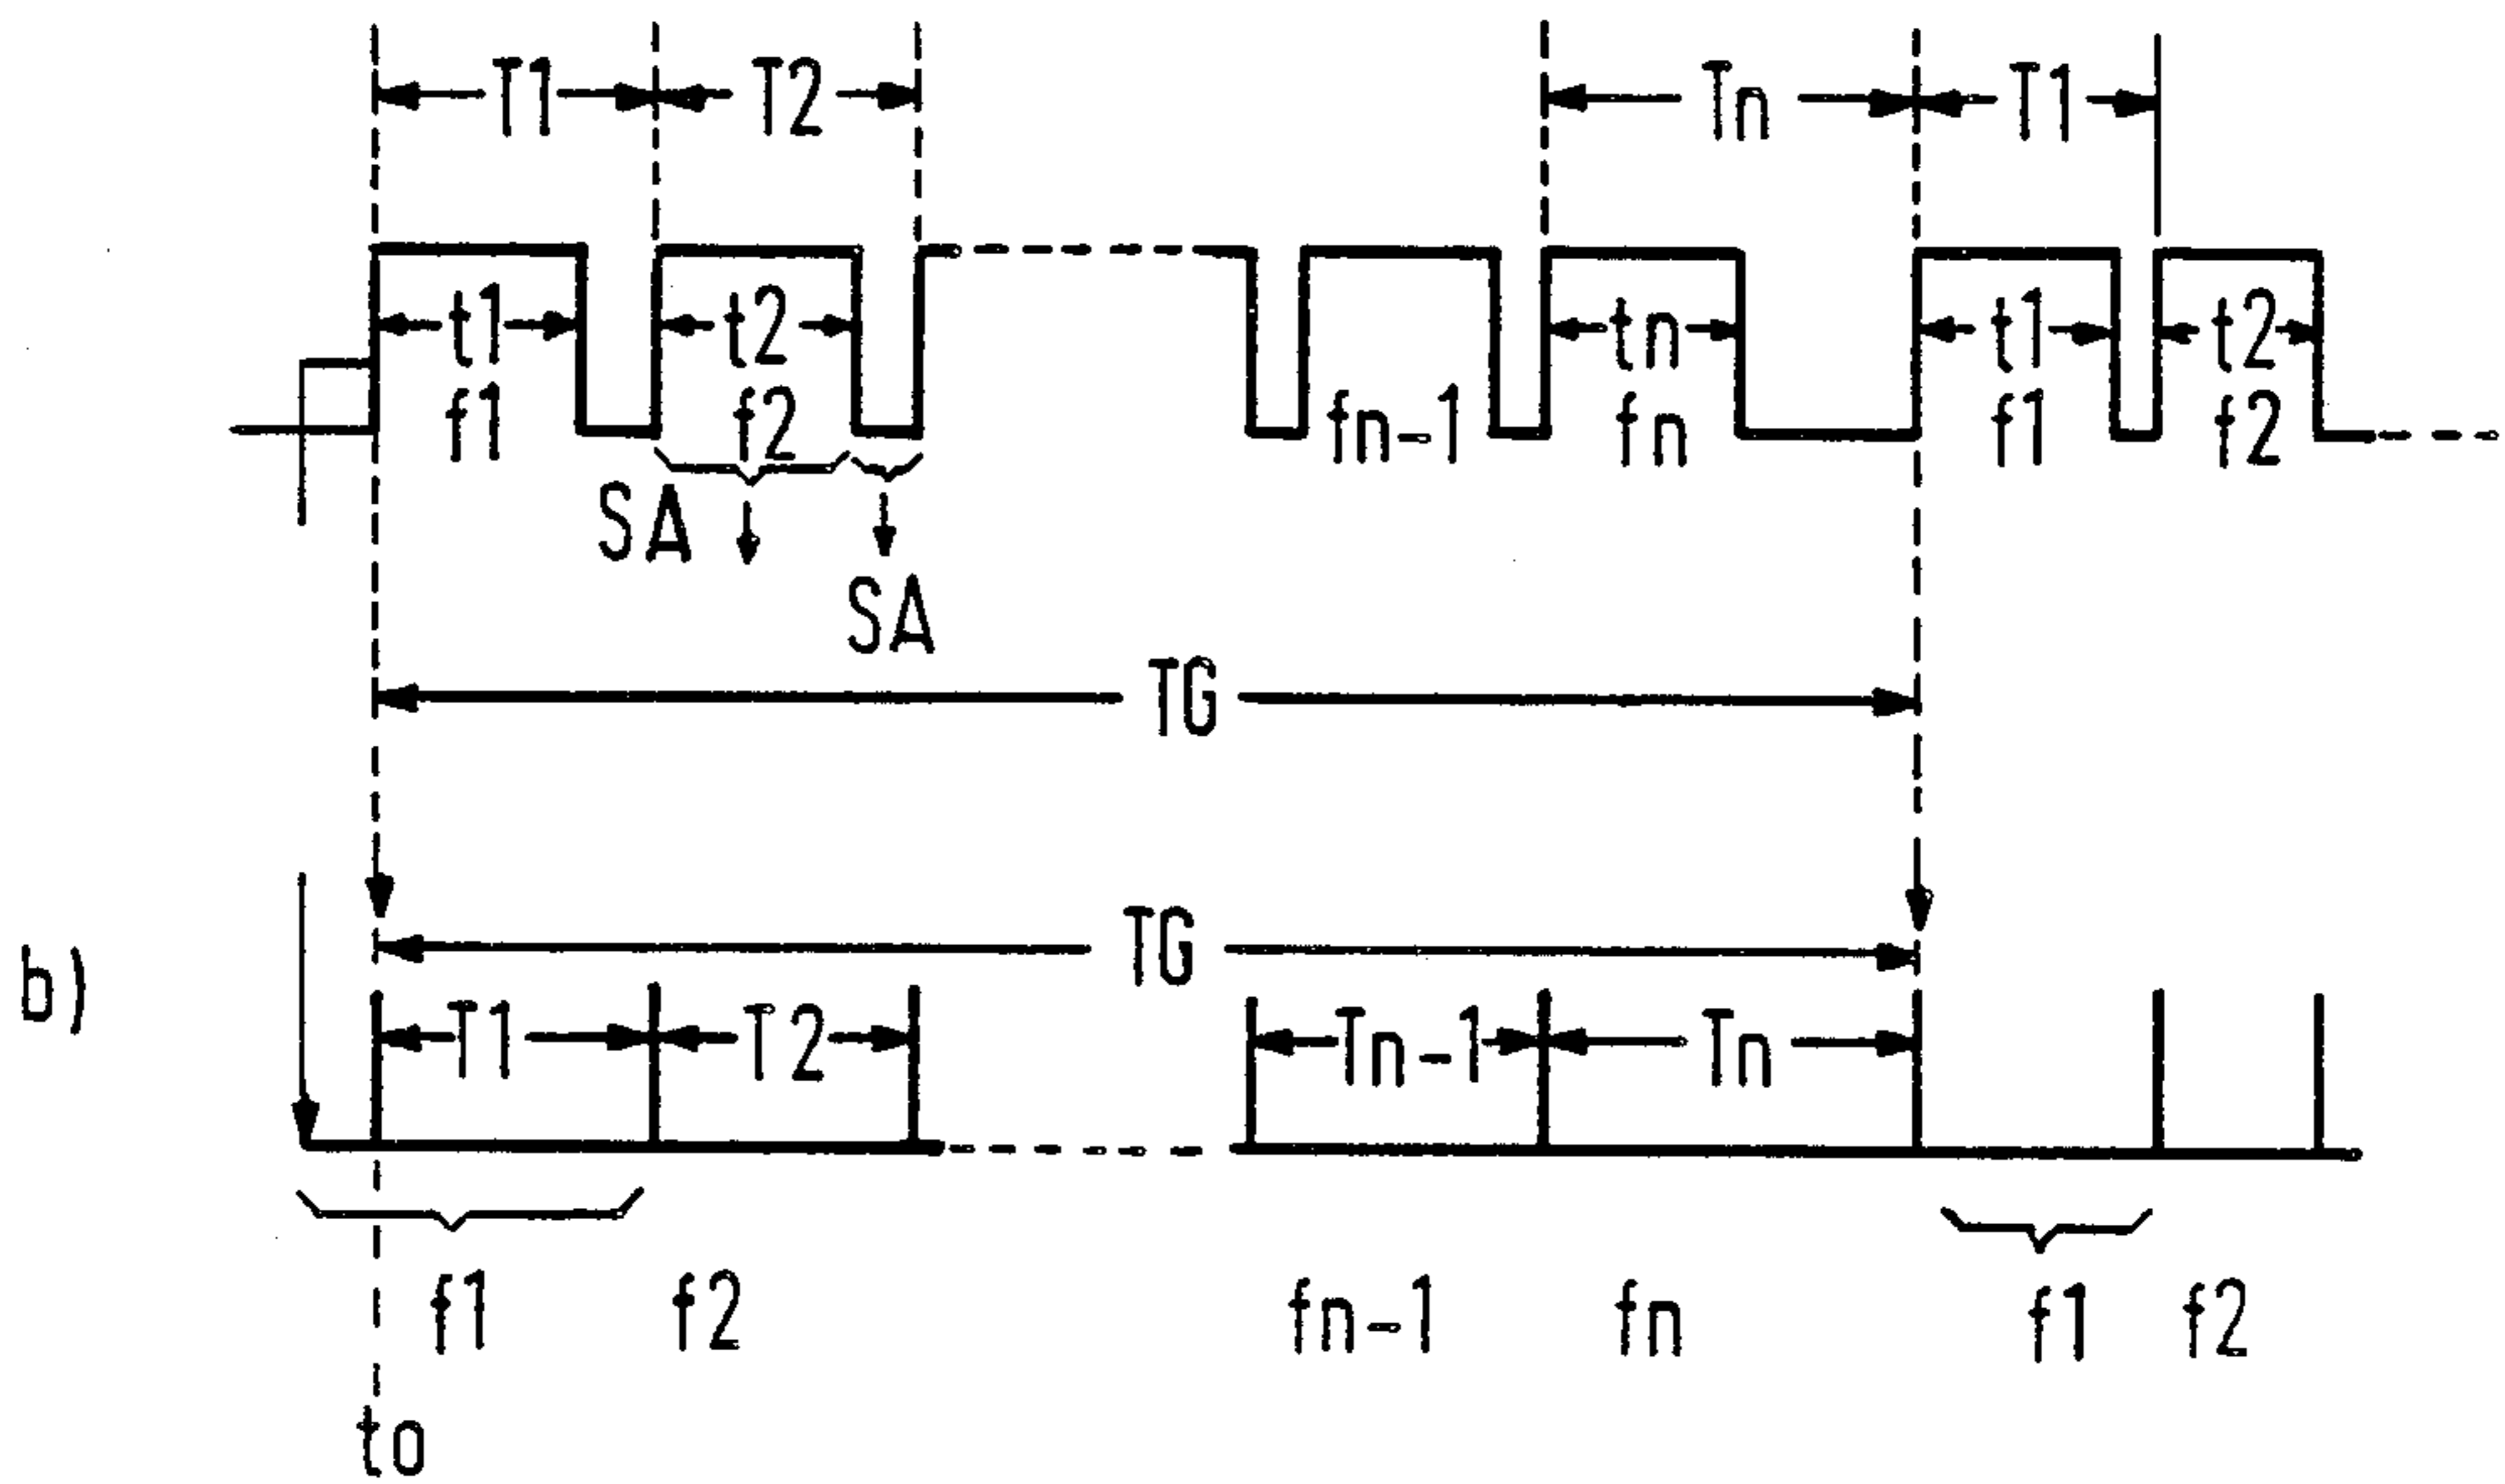 T1 T2 Tn T1
t1 t2 tn t1 t2
f1 f2 fn-1 fn f1 f2
SA
SA
TG
b)
TG
T1 T2 Tn-1 Tn
f1 f2 fn-1 fn f1 f2
to